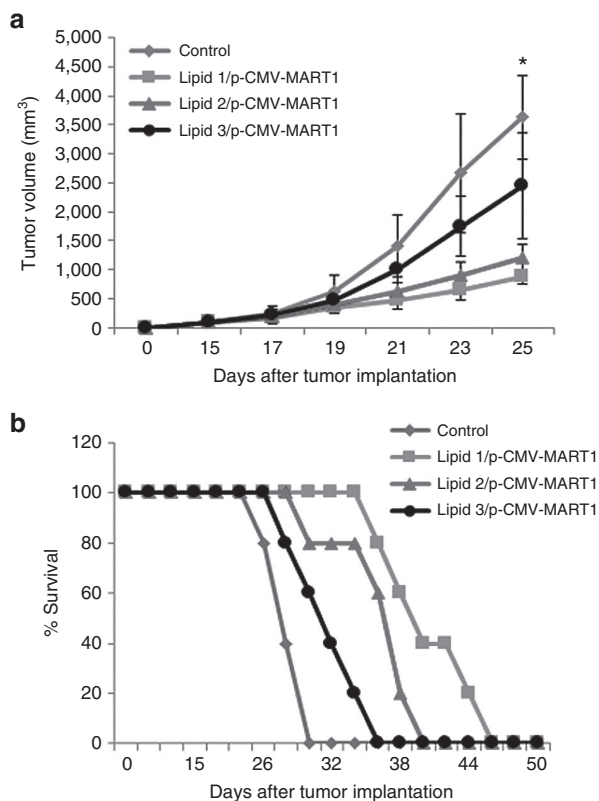 a
5,000
4,500
4,000
3,500
3,000
2,500
2,000
1,500
1,000
500
0
Tumor volume (mm³)
Control
Lipid 1/p-CMV-MART1
Lipid 2/p-CMV-MART1
Lipid 3/p-CMV-MART1
*
0 15 17 19 21 23 25
Days after tumor implantation
b
120
100
80
60
40
20
0
% Survival
Control
Lipid 1/p-CMV-MART1
Lipid 2/p-CMV-MART1
Lipid 3/p-CMV-MART1
0 15 26 32 38 44 50
Days after tumor implantation